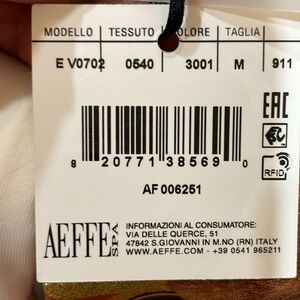 MODELLO TESSUTO COLORE TAGLIA
E V0702 0540 3001 M 911
EAC
8 20771 38569 0
RFID
AF 006251
AEFFE SPA
INFORMAZIONI AL CONSUMATORE:
VIA DELLE QUERCE, 51
47842 S.GIOVANNI IN M.NO (RN) ITALY
WWW.AEFFE.COM - +39 0541 965211